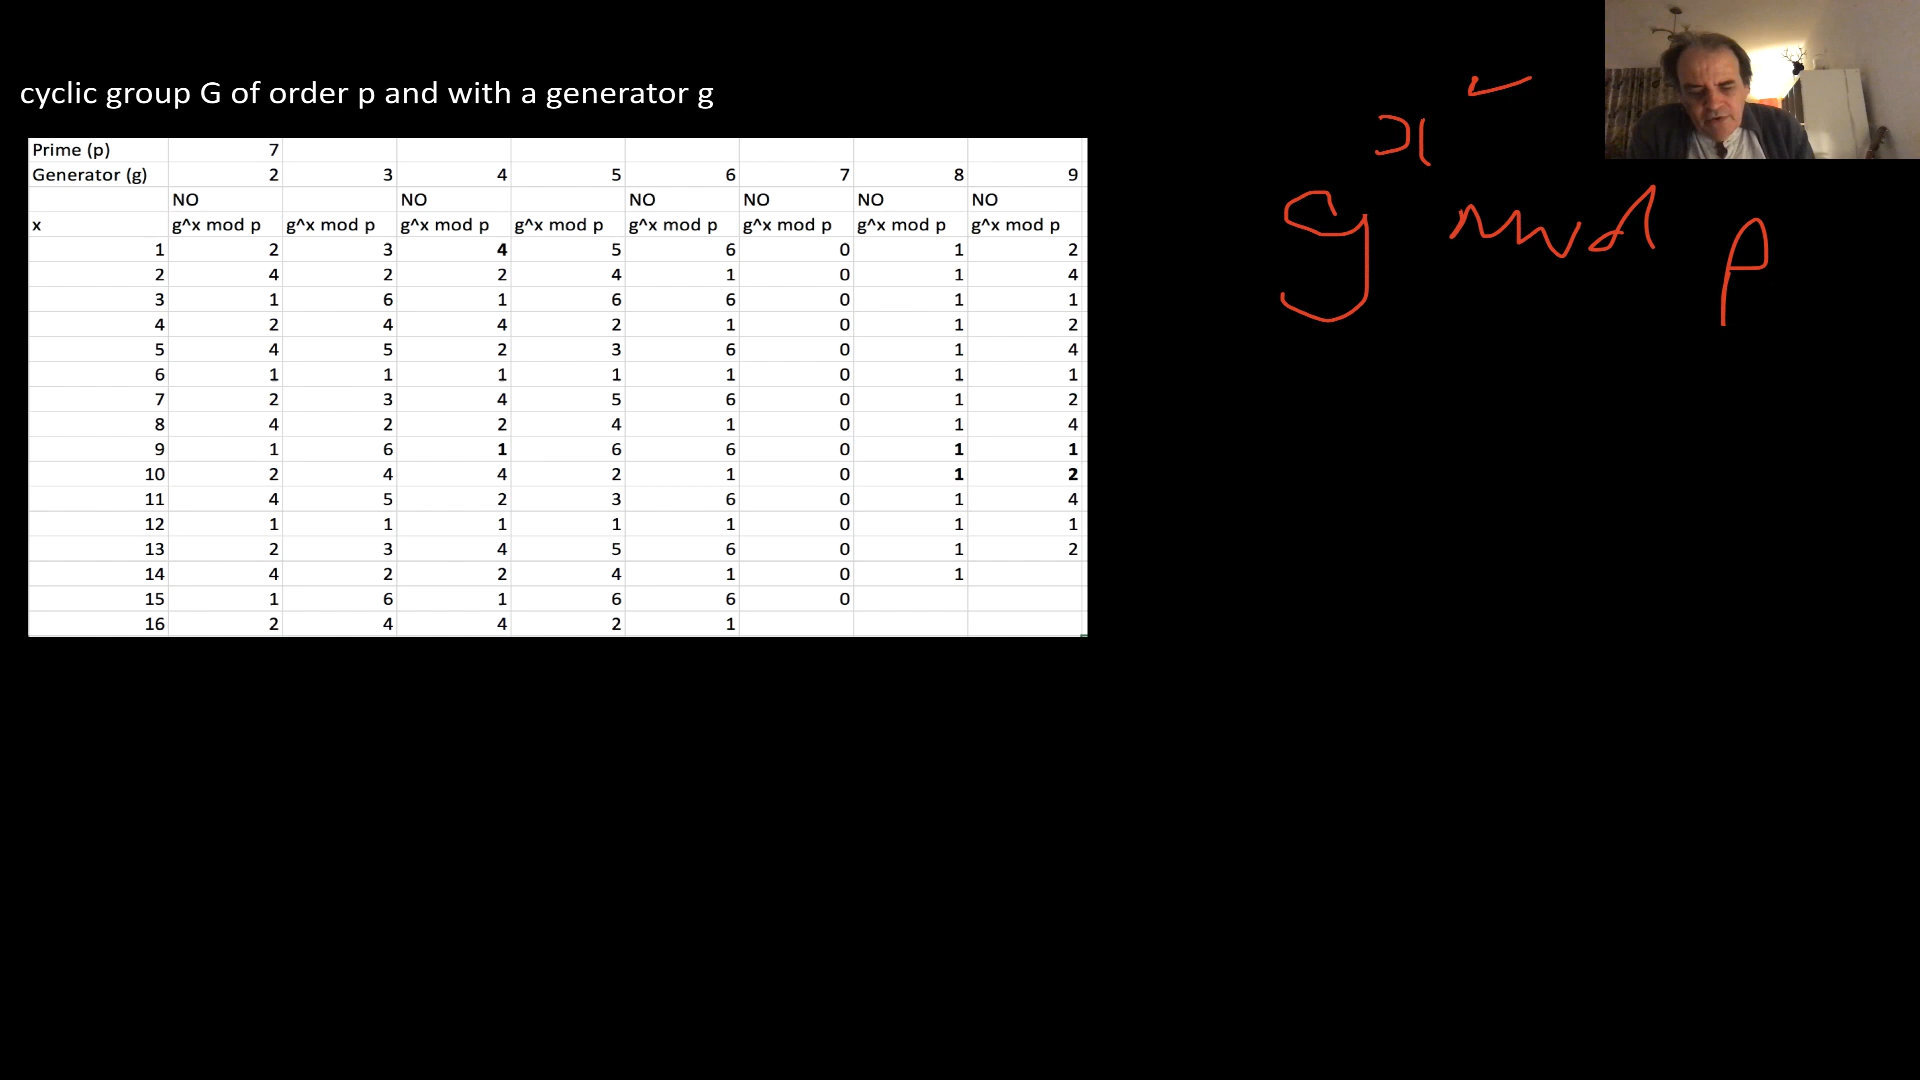 cyclic group G of order p and with a generator g
Prime (p) 7
Generator (g) 2 3 4 5 6 7 8 9
NO NO NO NO NO NO
x g^x mod p g^x mod p g^x mod p g^x mod p g^x mod p g^x mod p g^x mod p g^x mod p
1 2 3 4 5 6 0 1 2
2 4 2 2 4 1 0 1 4
3 1 6 1 6 6 0 1 1
4 2 4 4 2 1 0 1 2
5 4 5 2 3 6 0 1 4
6 1 1 1 1 1 0 1 1
7 2 3 4 5 6 0 1 2
8 4 2 2 4 1 0 1 4
9 1 6 1 6 6 0 1 1
10 2 4 4 2 1 0 1 2
11 4 5 2 3 6 0 1 4
12 1 1 1 1 1 0 1 1
13 2 3 4 5 6 0 1 2
14 4 2 2 4 1 0 1
15 1 6 1 6 6 0
16 2 4 4 2 1
x
g mod p